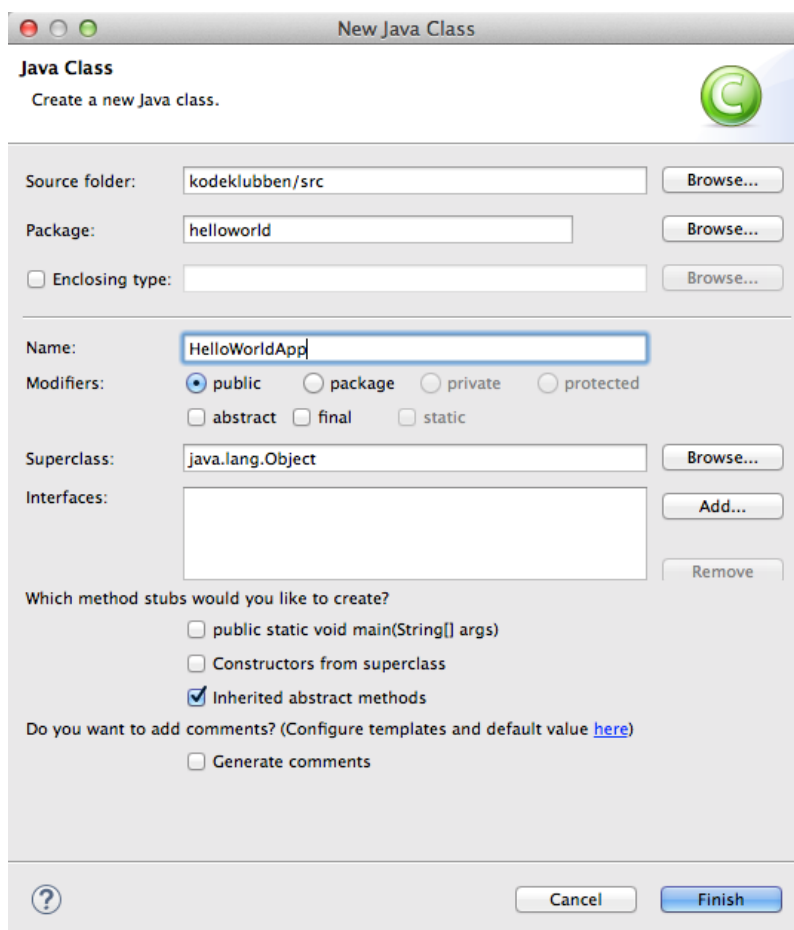 New Java Class
Java Class
Create a new Java class.
C
Source folder: kodeklubben/src Browse...
Package: helloworld Browse...
Enclosing type: Browse...
Name: HelloWorldApp
Modifiers: public package private protected
abstract final static
Superclass: java.lang.Object Browse...
Interfaces: Add...
Remove
Which method stubs would you like to create?
public static void main(String[] args)
Constructors from superclass
Inherited abstract methods
Do you want to add comments? (Configure templates and default value here)
Generate comments
? Cancel Finish